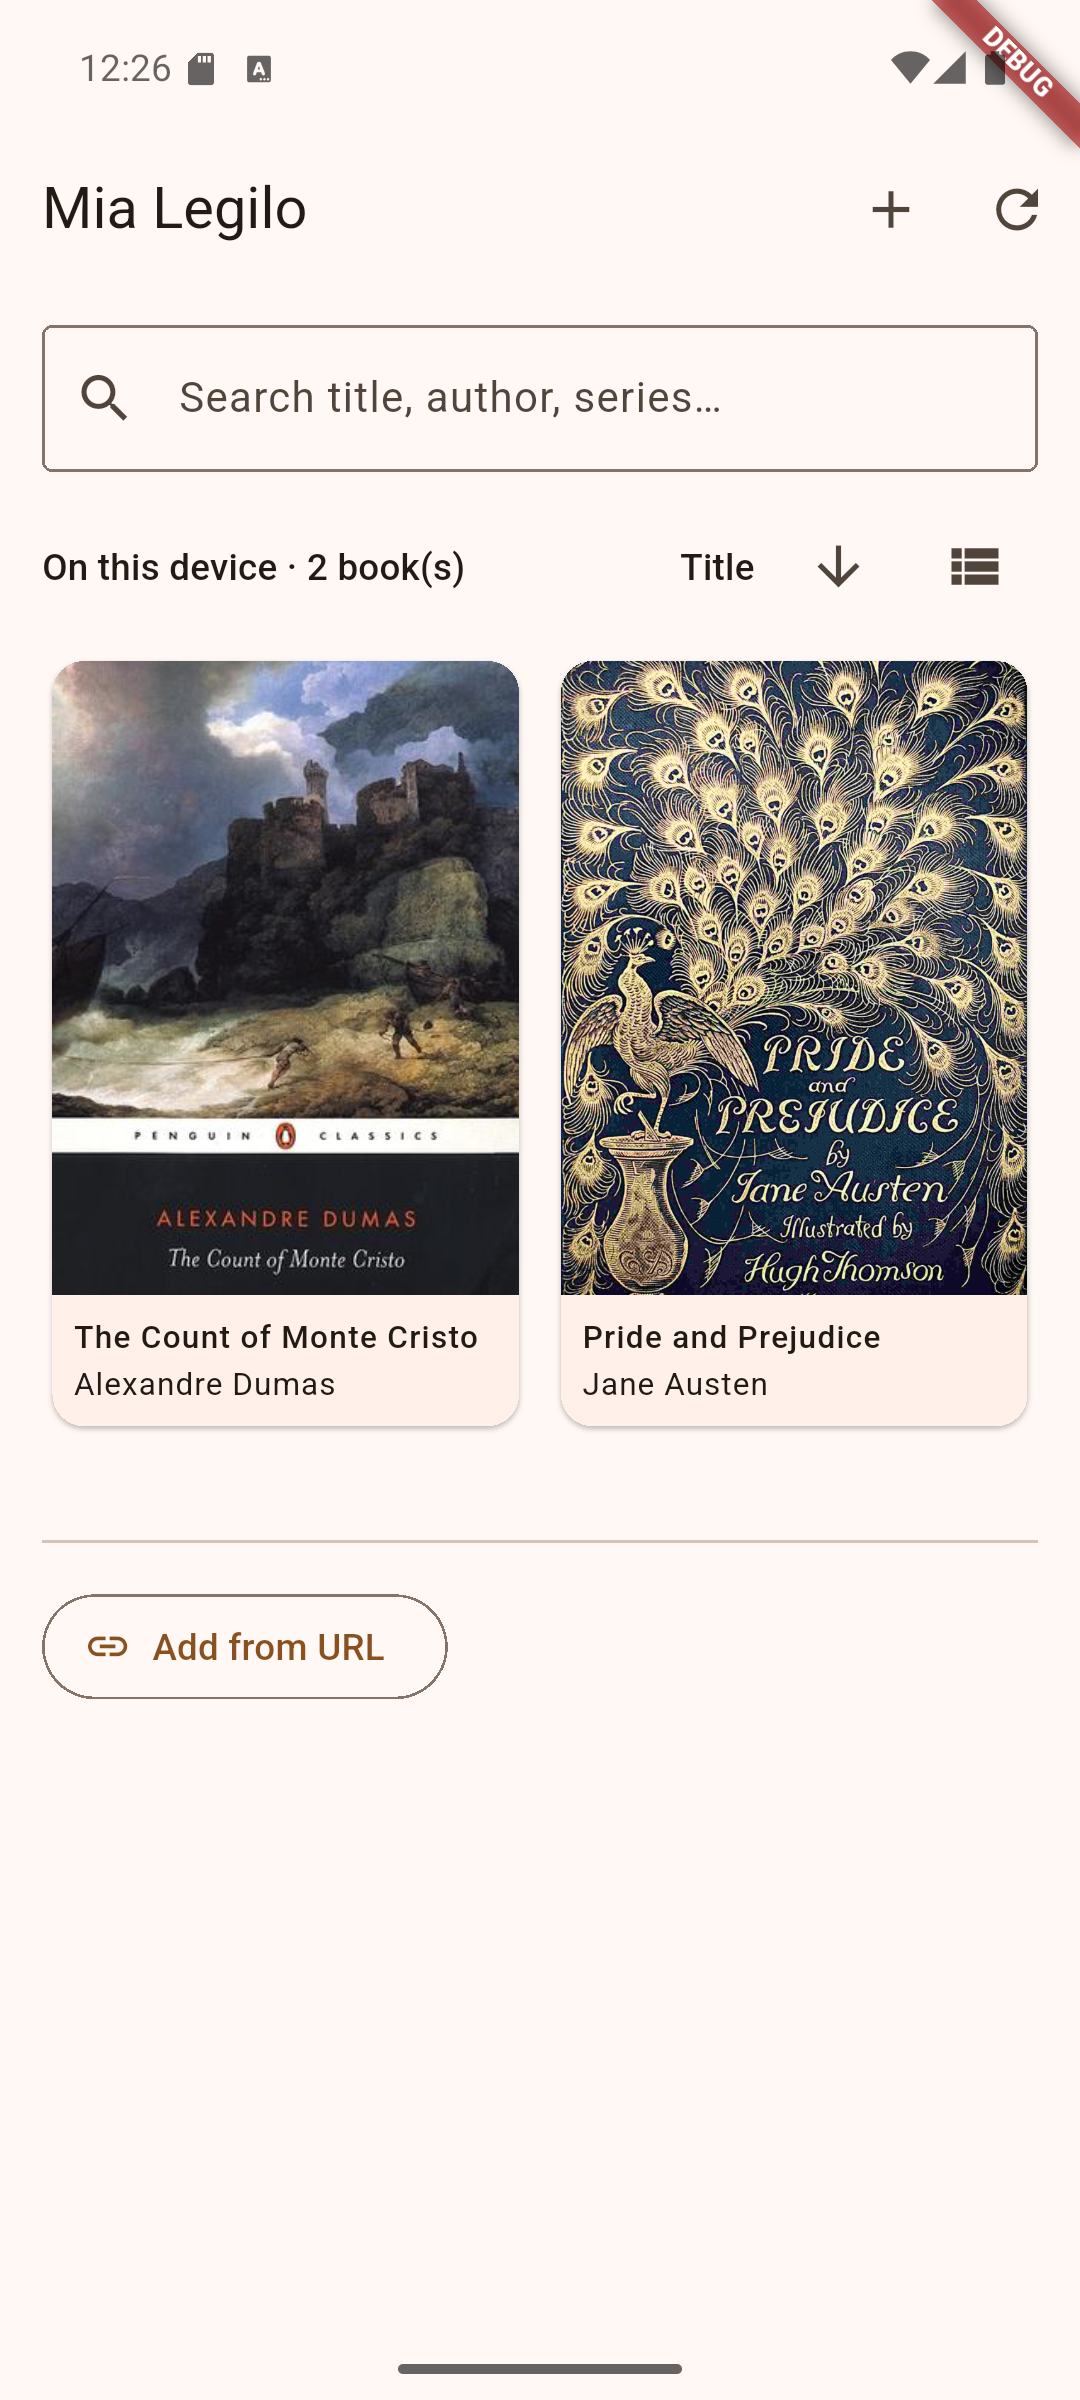 12:26
DEBUG
Mia Legilo
Search title, author, series…
On this device · 2 book(s)
Title
PENGUIN CLASSICS
ALEXANDRE DUMAS
The Count of Monte Cristo
PRIDE
and
PREJUDICE
by
Jane Austen
Illustrated by
Hugh Thomson
The Count of Monte Cristo
Alexandre Dumas
Pride and Prejudice
Jane Austen
Add from URL